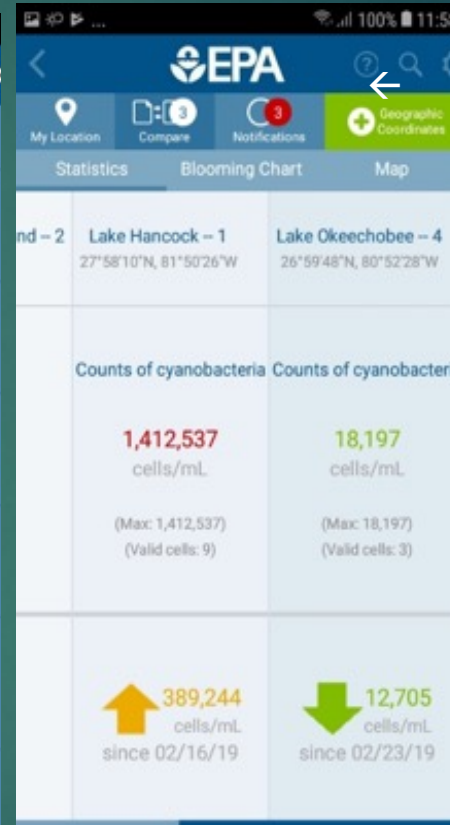 100% 11:58
EPA
My Location
Compare
3
Notifications
3
Geographic
Coordinates
Statistics
Blooming Chart
Map
nd – 2
Lake Hancock – 1
27°58'10"N, 81°50'26"W
Lake Okeechobee – 4
26°59'48"N, 80°52'28"W
Counts of cyanobacteria
Counts of cyanobacteri
1,412,537
cells/mL
(Max: 1,412,537)
(Valid cells: 9)
18,197
cells/mL
(Max: 18,197)
(Valid cells: 3)
389,244
cells/mL
since 02/16/19
12,705
cells/mL
since 02/23/19